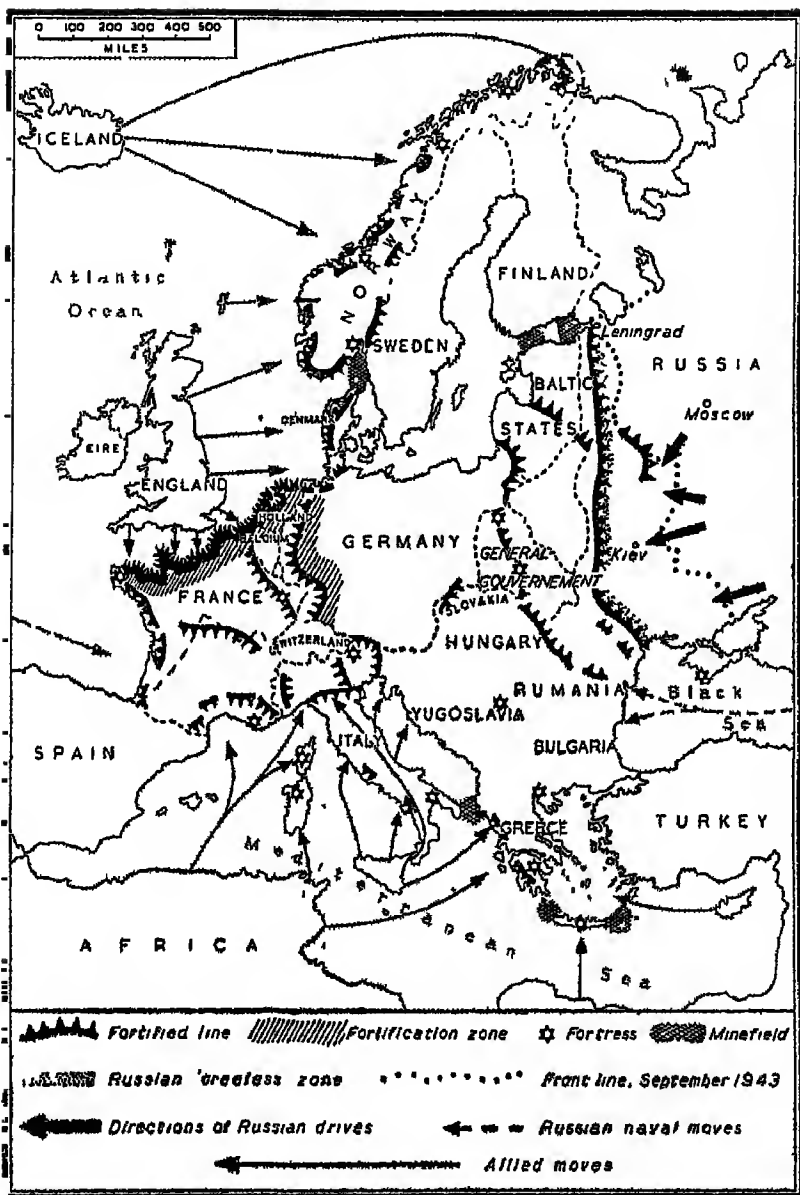 0 100 200 300 400 500
MILES
ICELAND
Atlantic
Ocean
NORWAY
FINLAND
SWEDEN
Leningrad
RUSSIA
BALTIC
STATES
Moscow
DENMARK
EIRE
ENGLAND
HOLLAND
BELGIUM
GERMANY
GENERAL
GOUVERNEMENT
Kiev
FRANCE
SLOVAKIA
SWITZERLAND
HUNGARY
RUMANIA
Black
Sea
YUGOSLAVIA
ITALY
BULGARIA
SPAIN
GREECE
TURKEY
Mediterranean
Sea
AFRICA
Fortified line Fortification zone Fortress Minefield
Russian 'treeless zone Front line, September 1943
Directions of Russian drives Russian naval moves
Allied moves